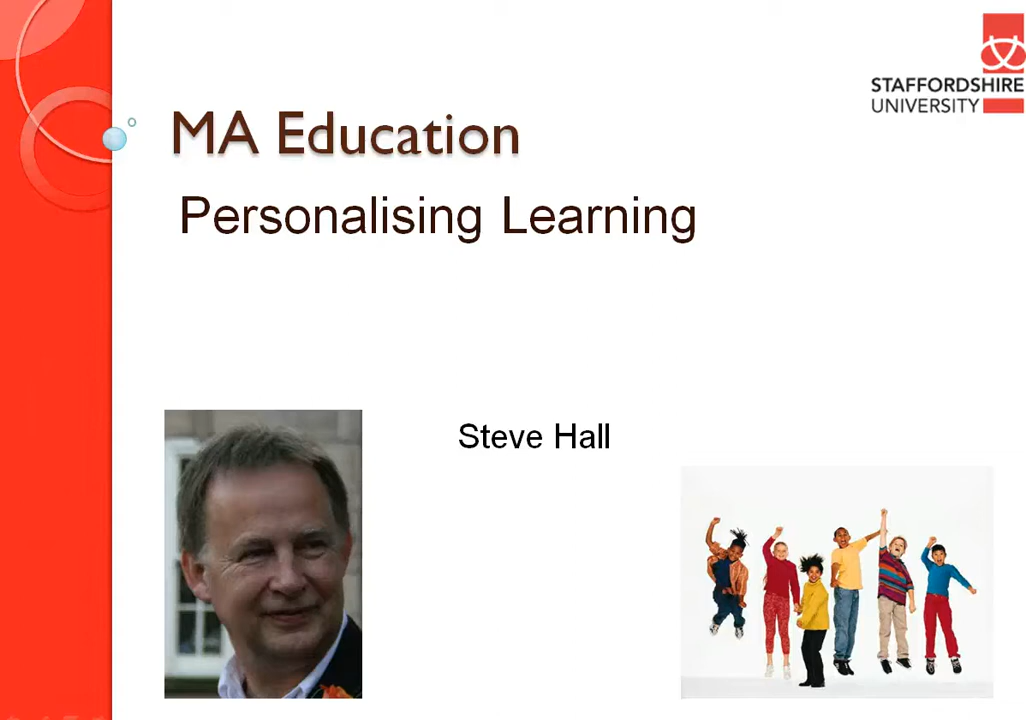 STAFFORDSHIRE
UNIVERSITY
MA Education
Personalising Learning
Steve Hall